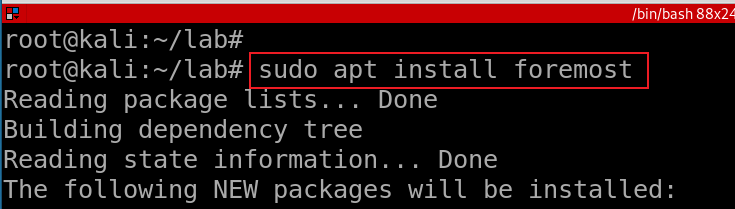 /bin/bash 88x24
root@kali:~/lab#
root@kali:~/lab# sudo apt install foremost
Reading package lists... Done
Building dependency tree
Reading state information... Done
The following NEW packages will be installed: